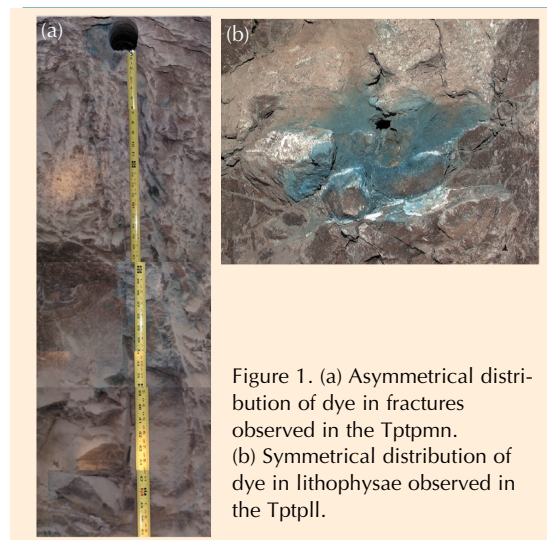 (a)
(b)
Figure 1. (a) Asymmetrical distri-
bution of dye in fractures
observed in the Tptpmn.
(b) Symmetrical distribution of
dye in lithophysae observed in
the Tptpll.